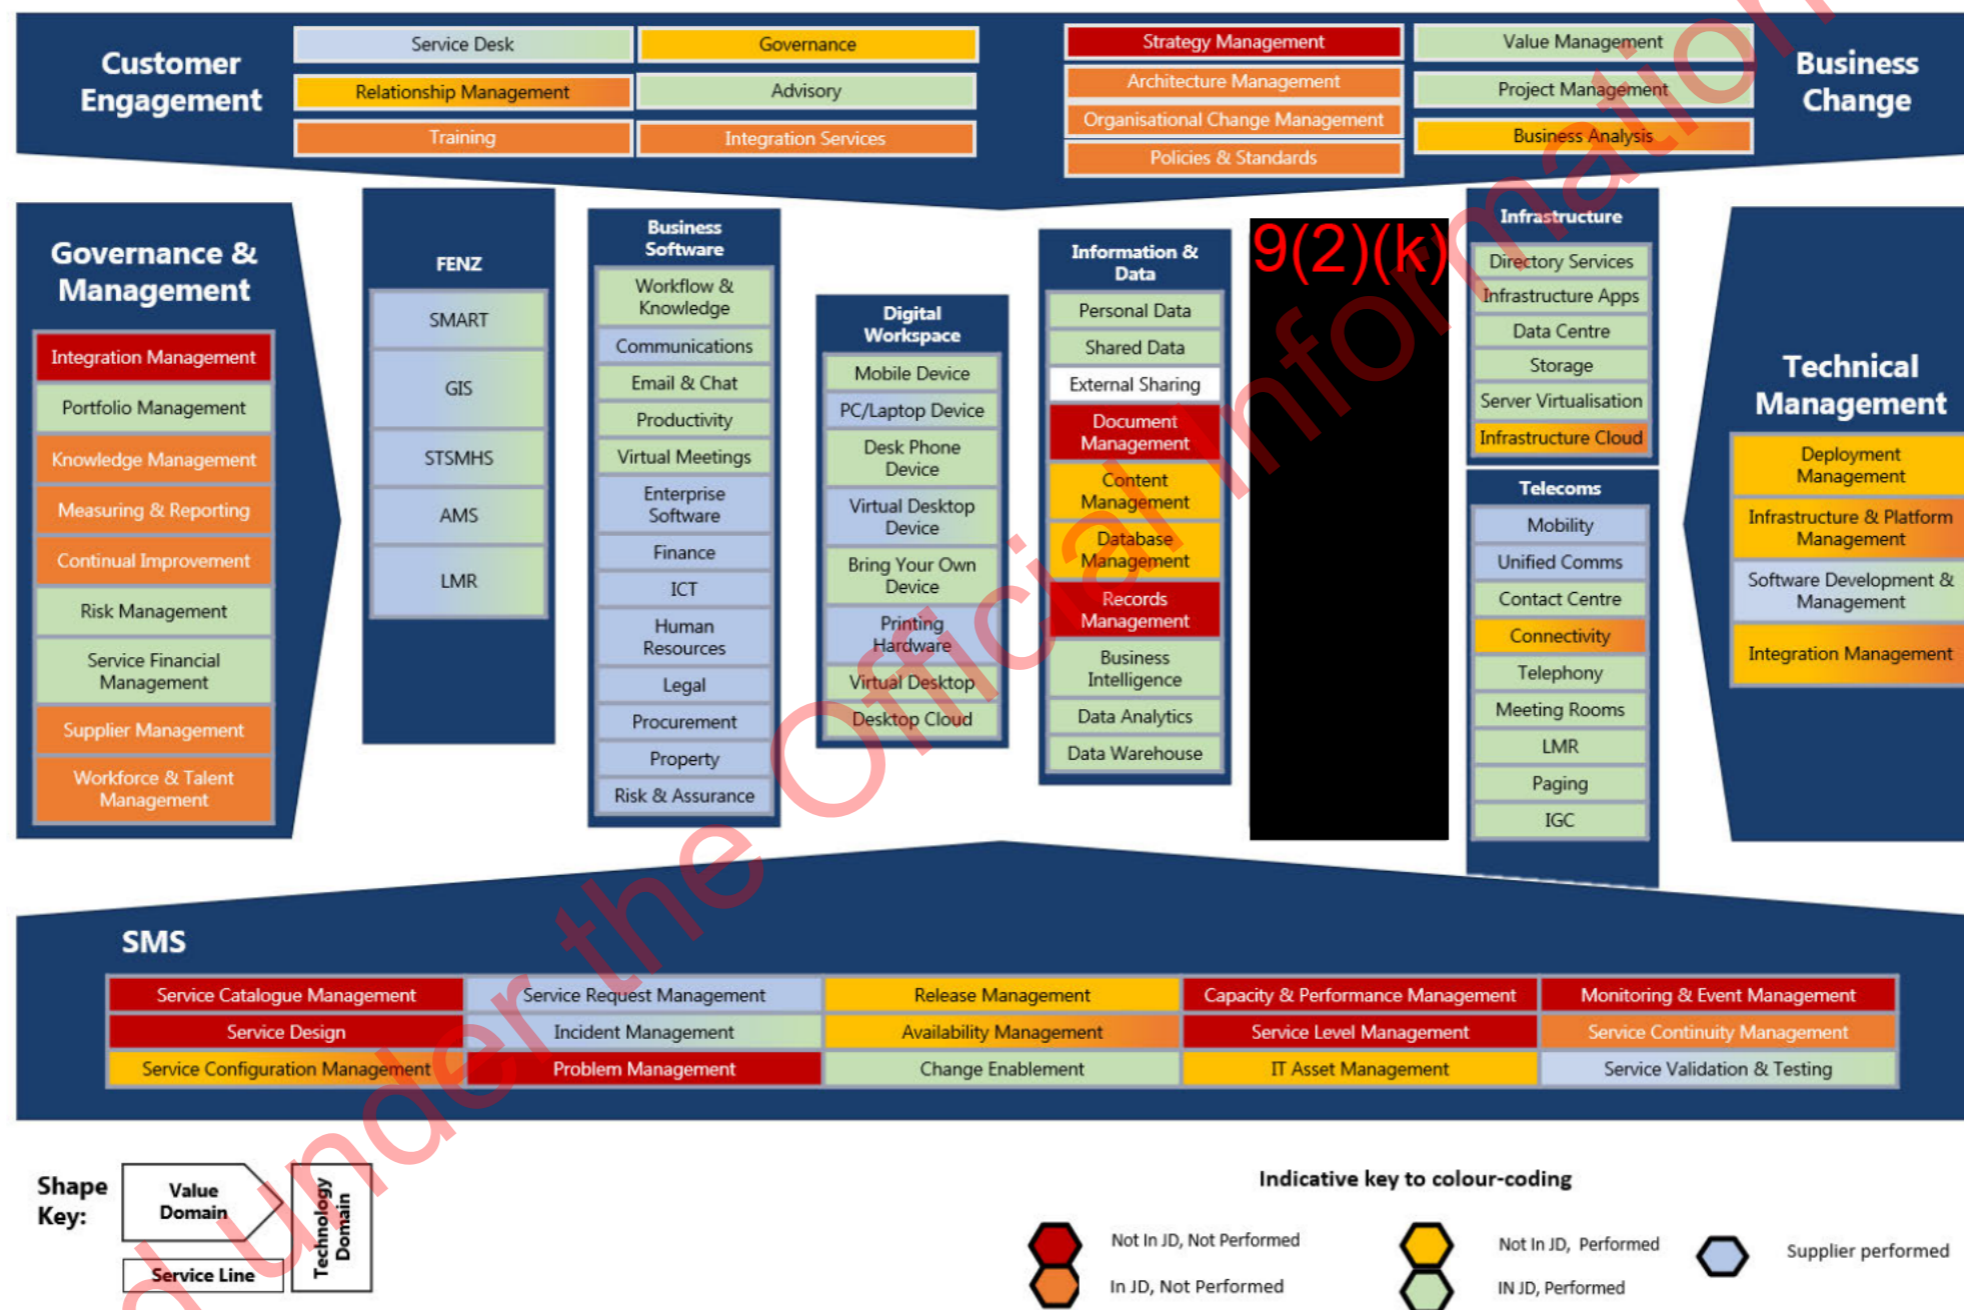 Customer
Engagement
Service Desk
Governance
Relationship Management
Advisory
Training
Integration Services
Strategy Management
Value Management
Architecture Management
Project Management
Organisational Change Management
Business Analysis
Policies & Standards
Business
Change
Governance &
Management
Integration Management
Portfolio Management
Knowledge Management
Measuring & Reporting
Continual Improvement
Risk Management
Service Financial
Management
Supplier Management
Workforce & Talent
Management
FENZ
SMART
GIS
STSMHS
AMS
LMR
Business
Software
Workflow &
Knowledge
Communications
Email & Chat
Productivity
Virtual Meetings
Enterprise
Software
Finance
ICT
Human
Resources
Legal
Procurement
Property
Risk & Assurance
Digital
Workspace
Mobile Device
PC/Laptop Device
Desk Phone
Device
Virtual Desktop
Device
Bring Your Own
Device
Printing
Hardware
Virtual Desktop
Desktop Cloud
Information &
Data
Personal Data
Shared Data
External Sharing
Document
Management
Content
Management
Database
Management
Records
Management
Business
Intelligence
Data Analytics
Data Warehouse
9(2)(k)
Infrastructure
Directory Services
Infrastructure Apps
Data Centre
Storage
Server Virtualisation
Infrastructure Cloud
Telecoms
Mobility
Unified Comms
Contact Centre
Connectivity
Telephony
Meeting Rooms
LMR
Paging
IGC
Technical
Management
Deployment
Management
Infrastructure & Platform
Management
Software Development &
Management
Integration Management
SMS
Service Catalogue Management
Service Request Management
Release Management
Capacity & Performance Management
Monitoring & Event Management
Service Design
Incident Management
Availability Management
Service Level Management
Service Continuity Management
Service Configuration Management
Problem Management
Change Enablement
IT Asset Management
Service Validation & Testing
Shape
Key:
Value
Domain
Service Line
Technology
Domain
Indicative key to colour-coding
Not In JD, Not Performed
In JD, Not Performed
Not In JD, Performed
IN JD, Performed
Supplier performed
under the Official Information